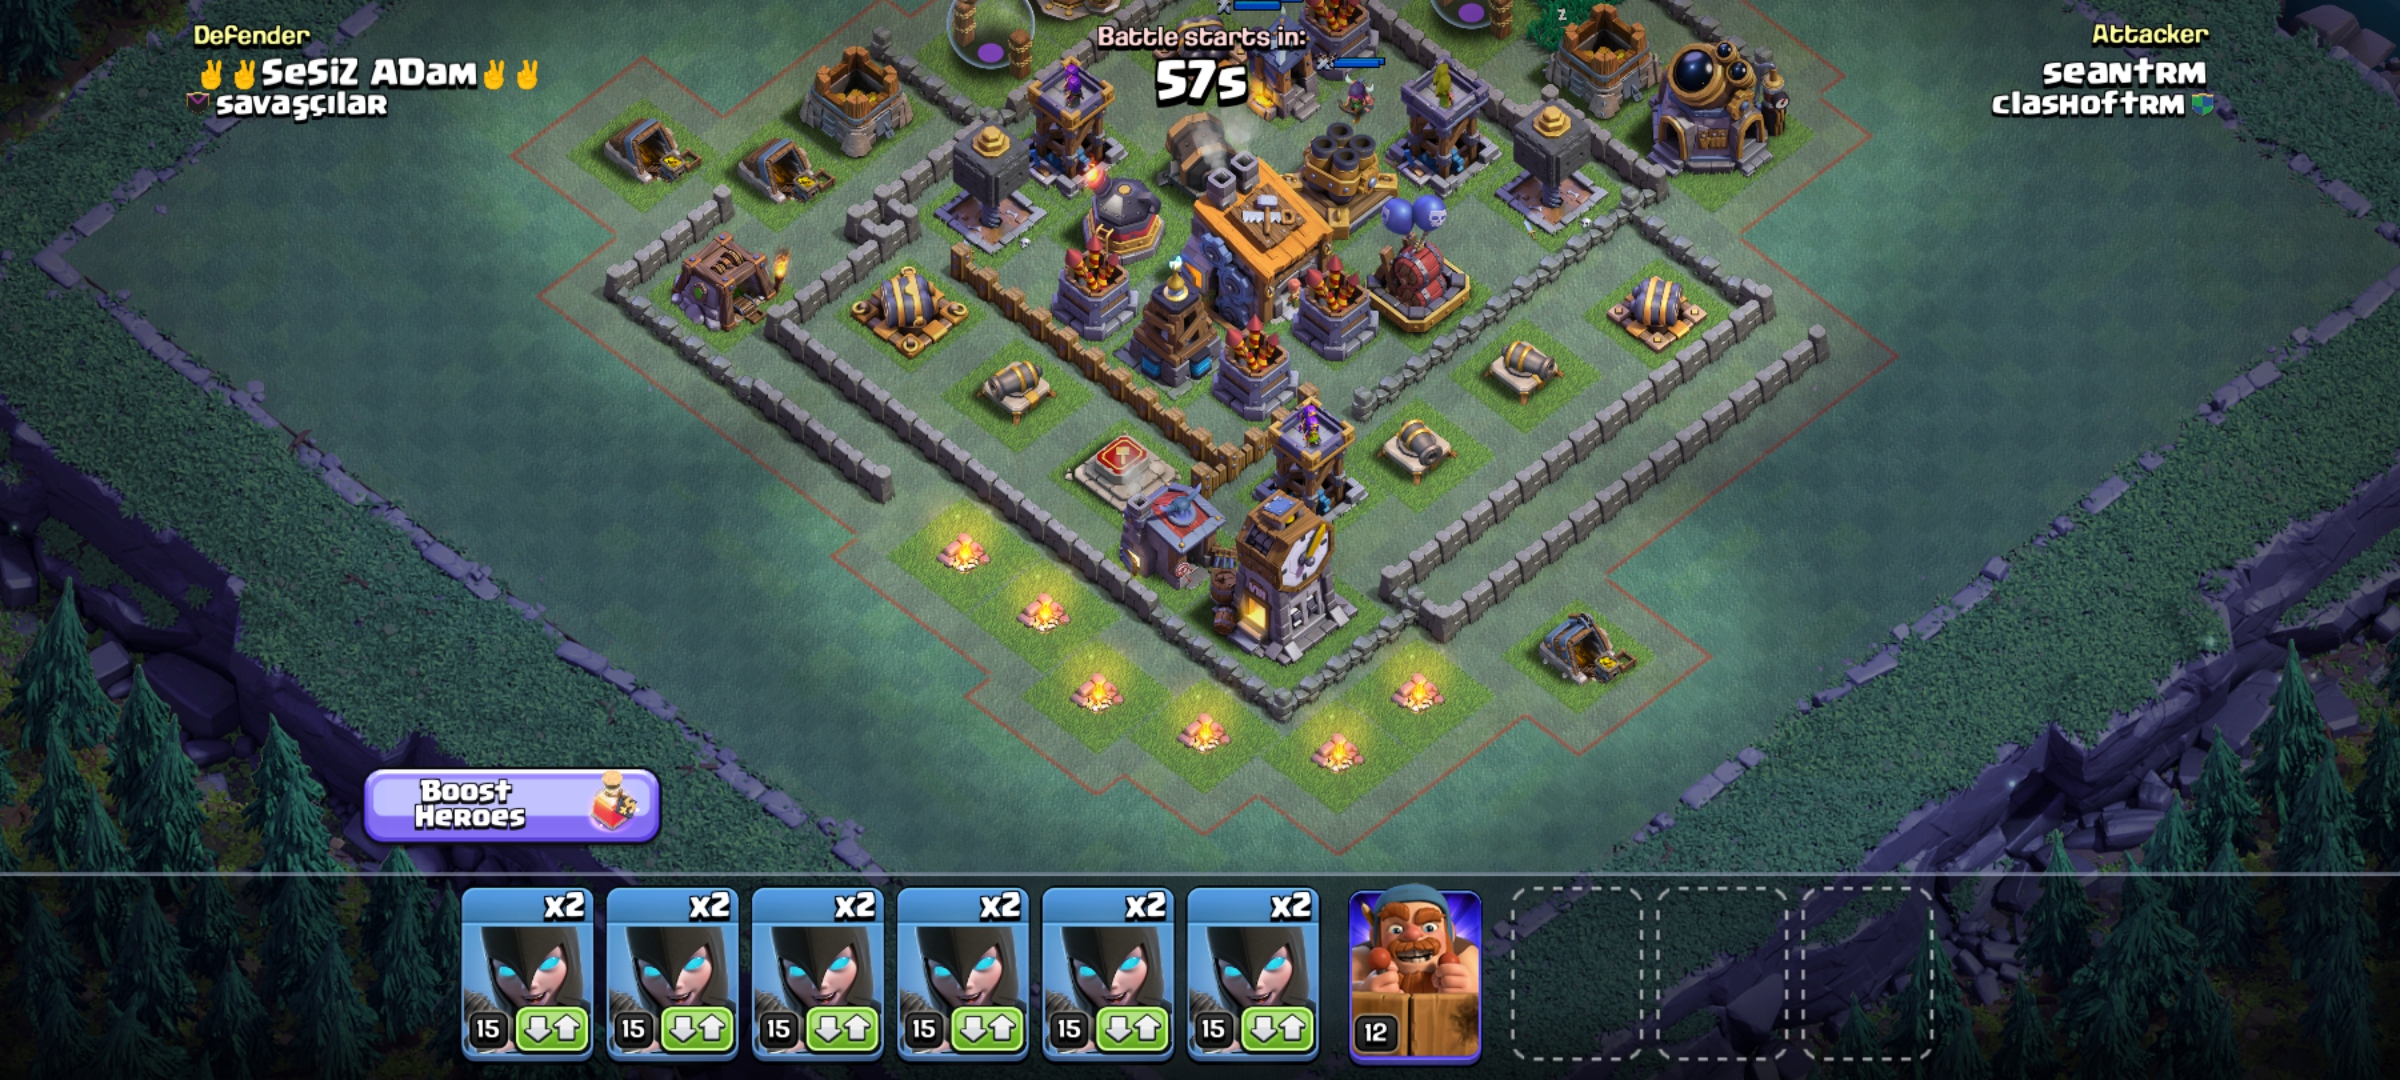 Defender
✌✌SeSiZ ADaM✌✌
savaşçılar
Battle starts in:
57s
Attacker
seantRM
clashoftRM
z
VIII
Boost
Heroes
x2
x2
x2
x2
x2
x2
15
15
15
15
15
15
12